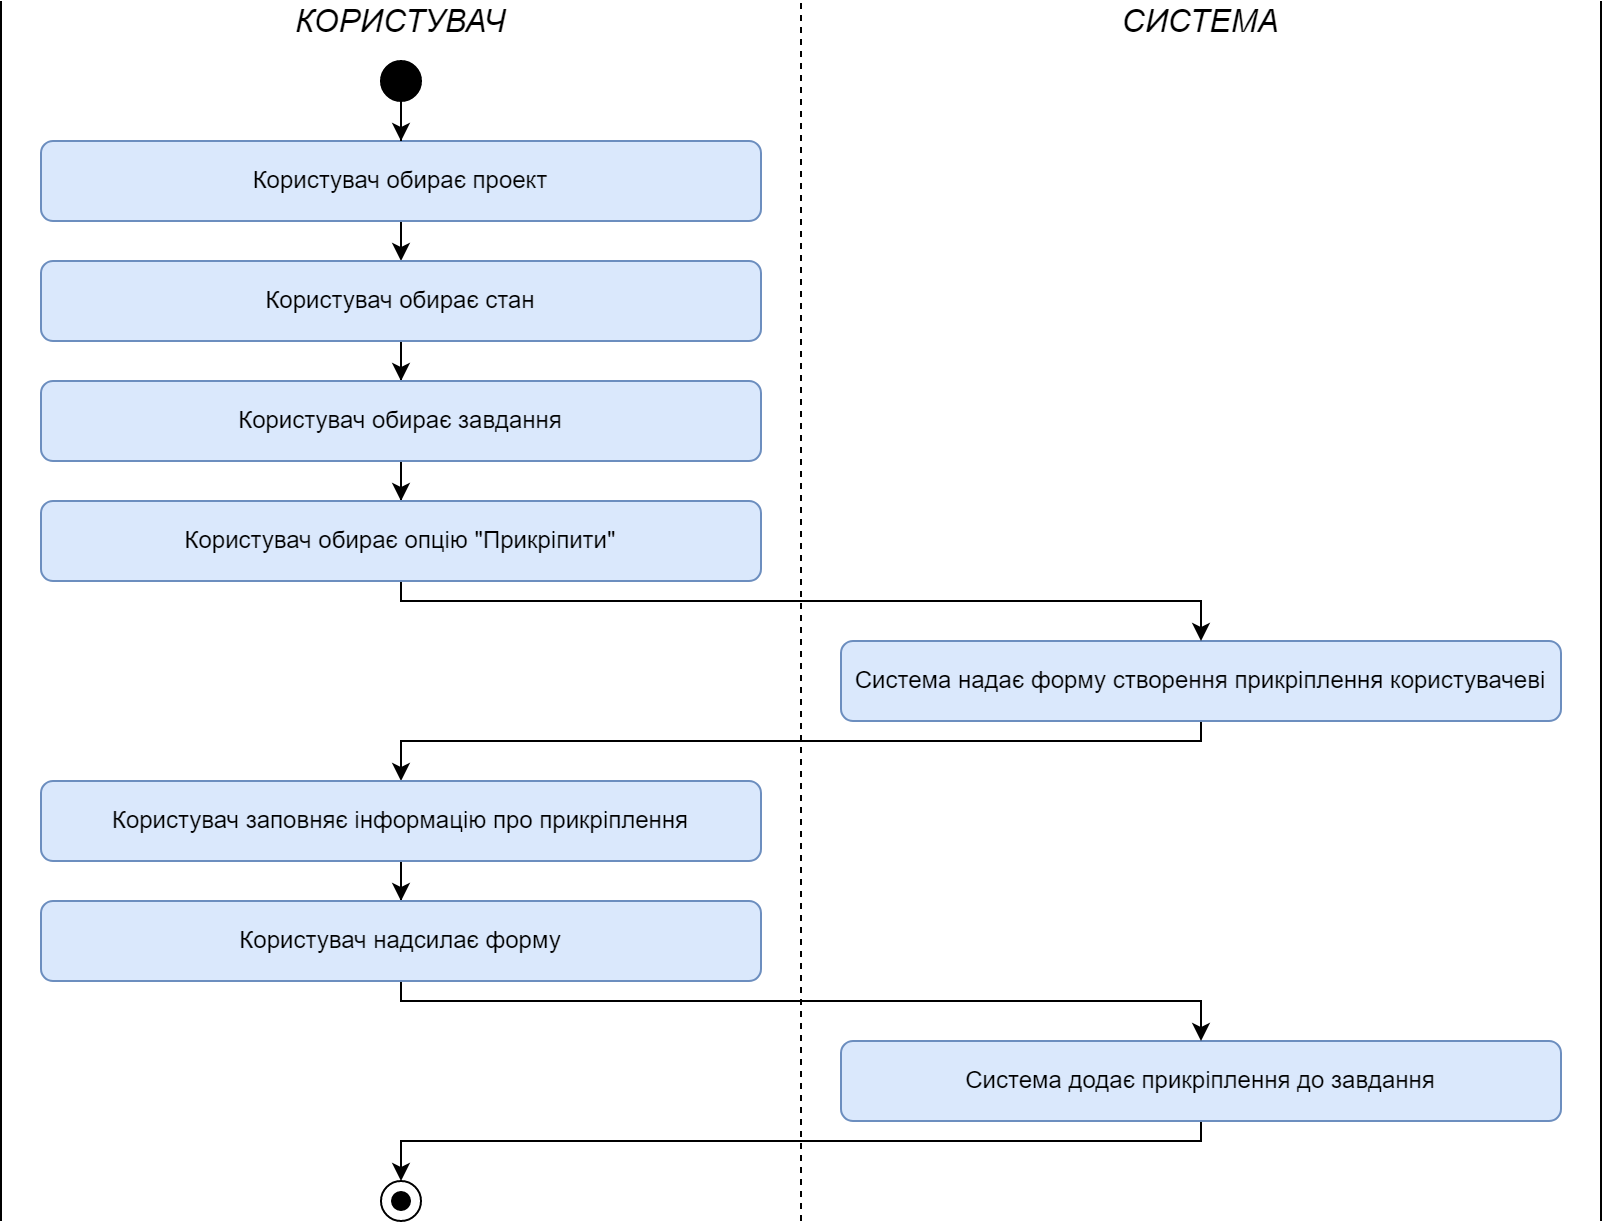 КОРИСТУВАЧ
СИСТЕМА
Користувач обирає проект
Користувач обирає стан
Користувач обирає завдання
Користувач обирає опцію "Прикріпити"
Система надає форму створення прикріплення користувачеві
Користувач заповняє інформацію про прикріплення
Користувач надсилає форму
Система додає прикріплення до завдання